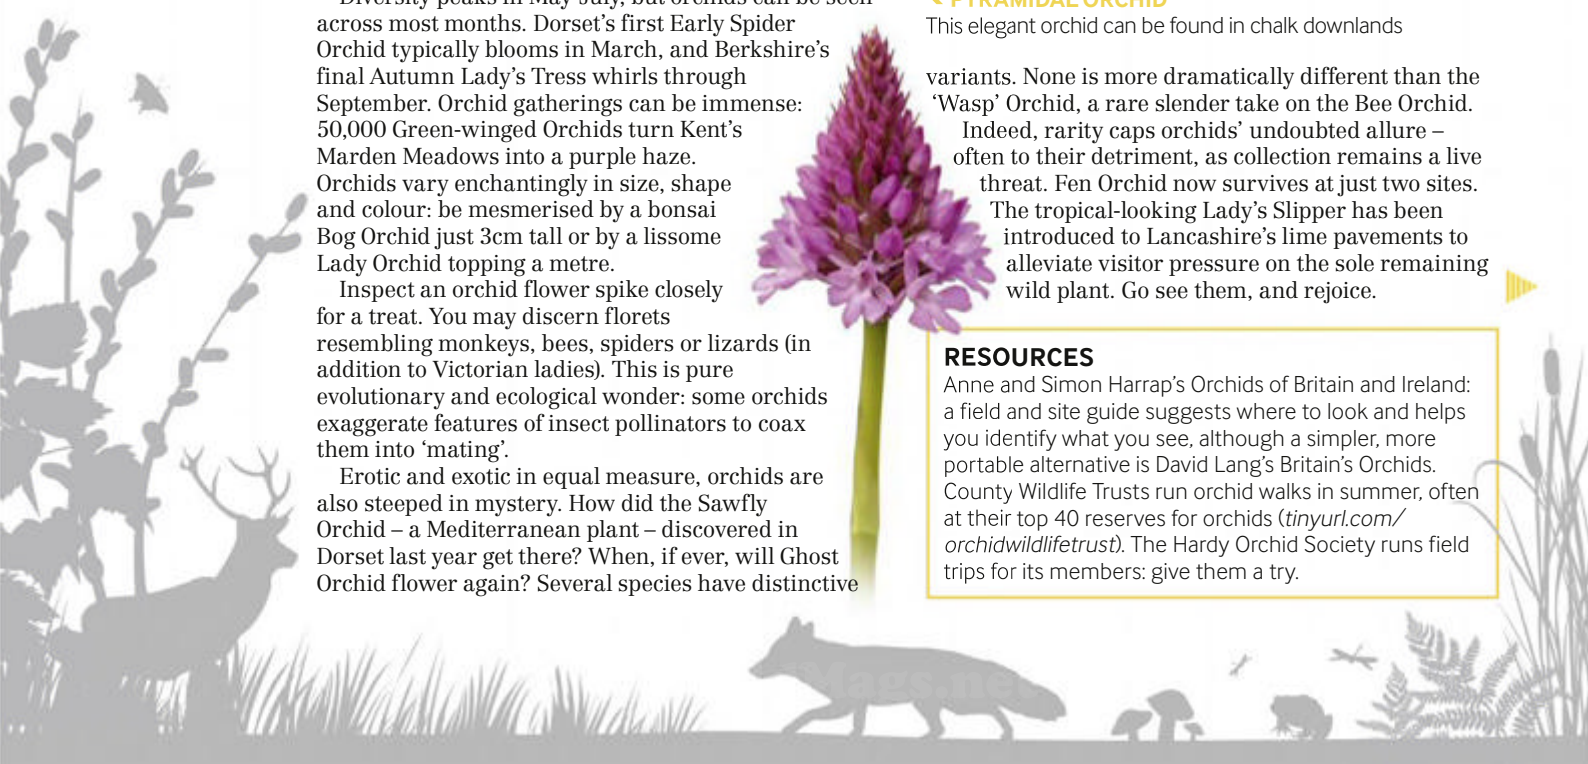 Diversity peaks in May-July, but orchids can be seen
across most months. Dorset’s first Early Spider
Orchid typically blooms in March, and Berkshire’s
final Autumn Lady’s Tress whirls through
September. Orchid gatherings can be immense:
50,000 Green-winged Orchids turn Kent’s
Marden Meadows into a purple haze.
Orchids vary enchantingly in size, shape
and colour: be mesmerised by a bonsai
Bog Orchid just 3cm tall or by a lissome
Lady Orchid topping a metre.
Inspect an orchid flower spike closely
for a treat. You may discern florets
resembling monkeys, bees, spiders or lizards (in
addition to Victorian ladies). This is pure
evolutionary and ecological wonder: some orchids
exaggerate features of insect pollinators to coax
them into ‘mating’.
Erotic and exotic in equal measure, orchids are
also steeped in mystery. How did the Sawfly
Orchid – a Mediterranean plant – discovered in
Dorset last year get there? When, if ever, will Ghost
Orchid flower again? Several species have distinctive
PYRAMIDAL ORCHID
This elegant orchid can be found in chalk downlands
variants. None is more dramatically different than the
‘Wasp’ Orchid, a rare slender take on the Bee Orchid.
Indeed, rarity caps orchids’ undoubted allure –
often to their detriment, as collection remains a live
threat. Fen Orchid now survives at just two sites.
The tropical-looking Lady’s Slipper has been
introduced to Lancashire’s lime pavements to
alleviate visitor pressure on the sole remaining
wild plant. Go see them, and rejoice.
RESOURCES
Anne and Simon Harrap’s Orchids of Britain and Ireland:
a field and site guide suggests where to look and helps
you identify what you see, although a simpler, more
portable alternative is David Lang’s Britain’s Orchids.
County Wildlife Trusts run orchid walks in summer, often
at their top 40 reserves for orchids (tinyurl.com/
orchidwildlifetrust). The Hardy Orchid Society runs field
trips for its members: give them a try.